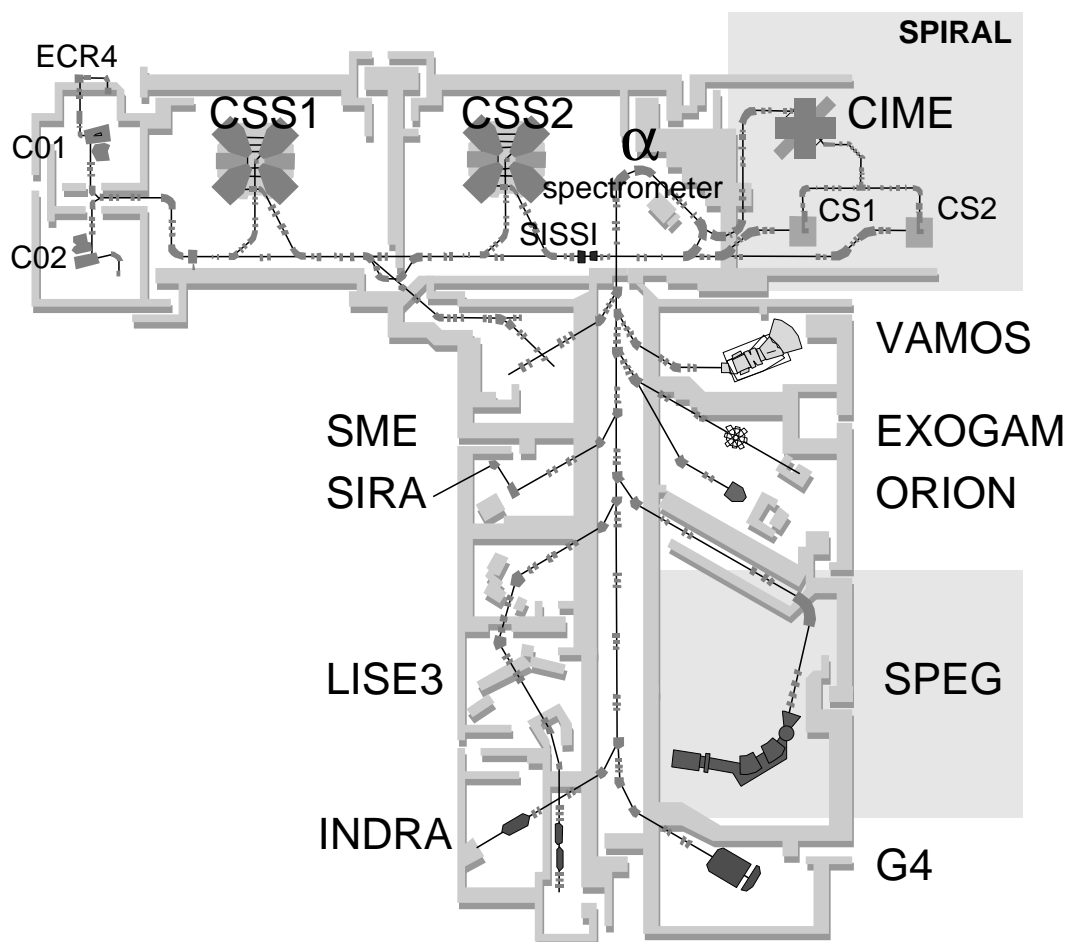 SPIRAL
ECR4
CSS1
CSS2
CIME
C01
α
spectrometer
CS1
CS2
SISSI
C02
VAMOS
SME
EXOGAM
SIRA
ORION
LISE3
SPEG
INDRA
G4